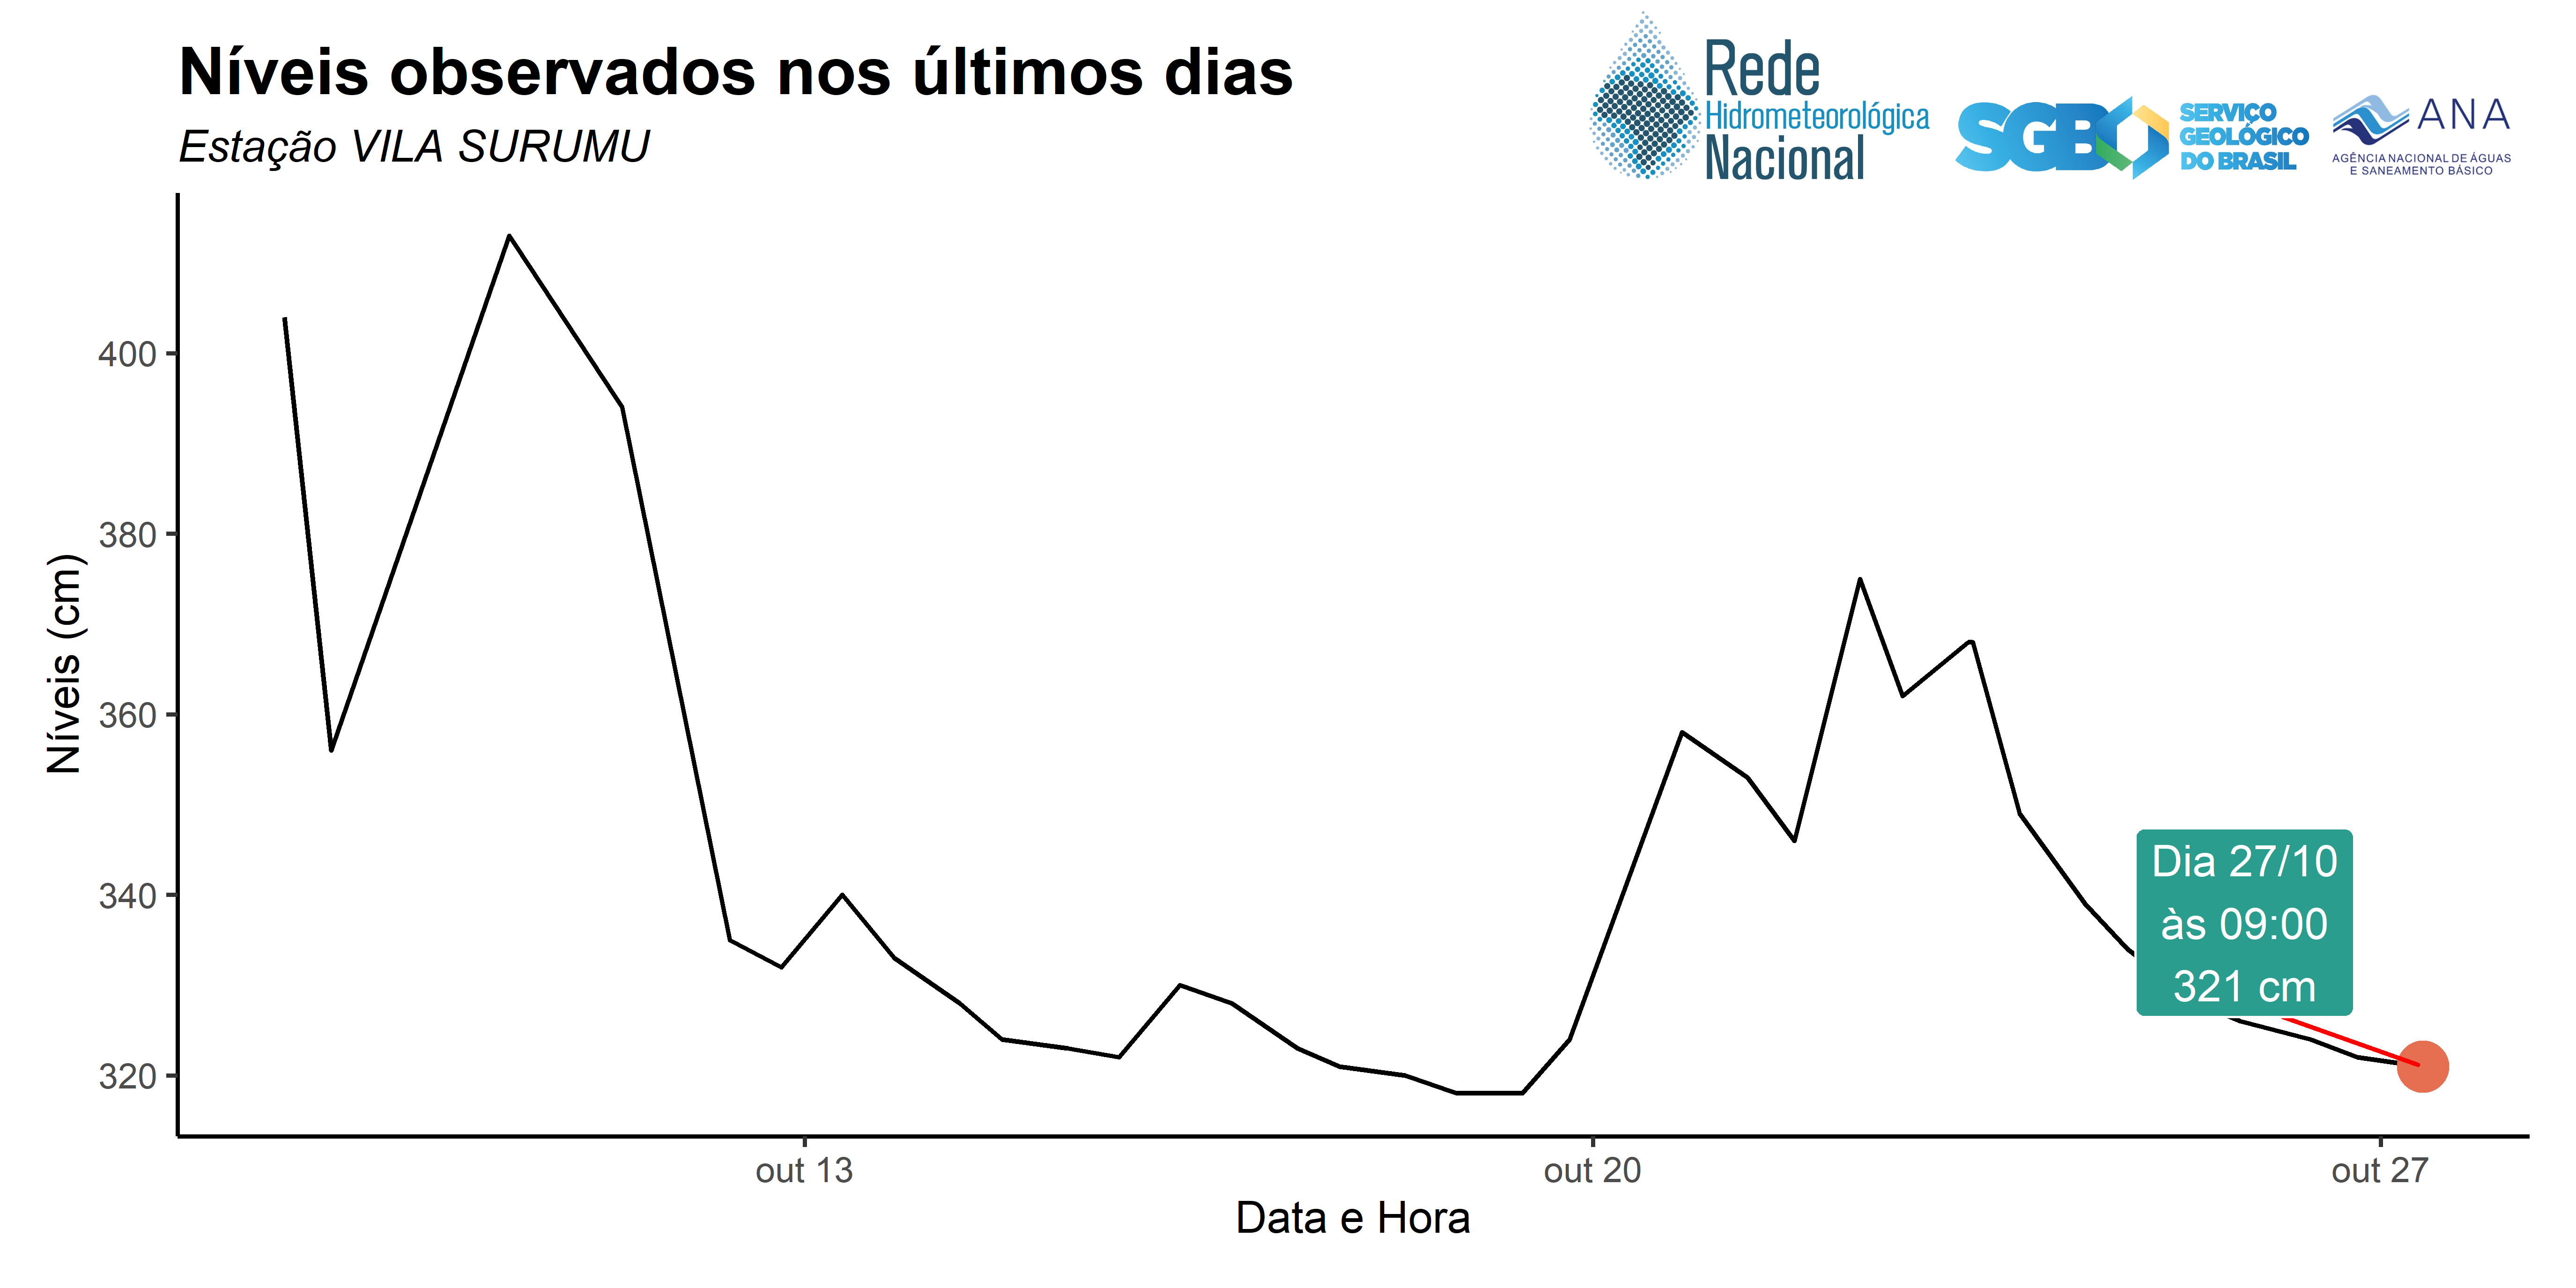 Níveis observados nos últimos dias
Estação VILA SURUMU
Rede
Hidrometeorológica
Nacional
SGB
SERVIÇO
GEOLÓGICO
DO BRASIL
ANA
AGÊNCIA NACIONAL DE ÁGUAS
E SANEAMENTO BÁSICO
Níveis (cm)
400
380
360
340
320
Dia 27/10
às 09:00
321 cm
out 13
out 20
out 27
Data e Hora